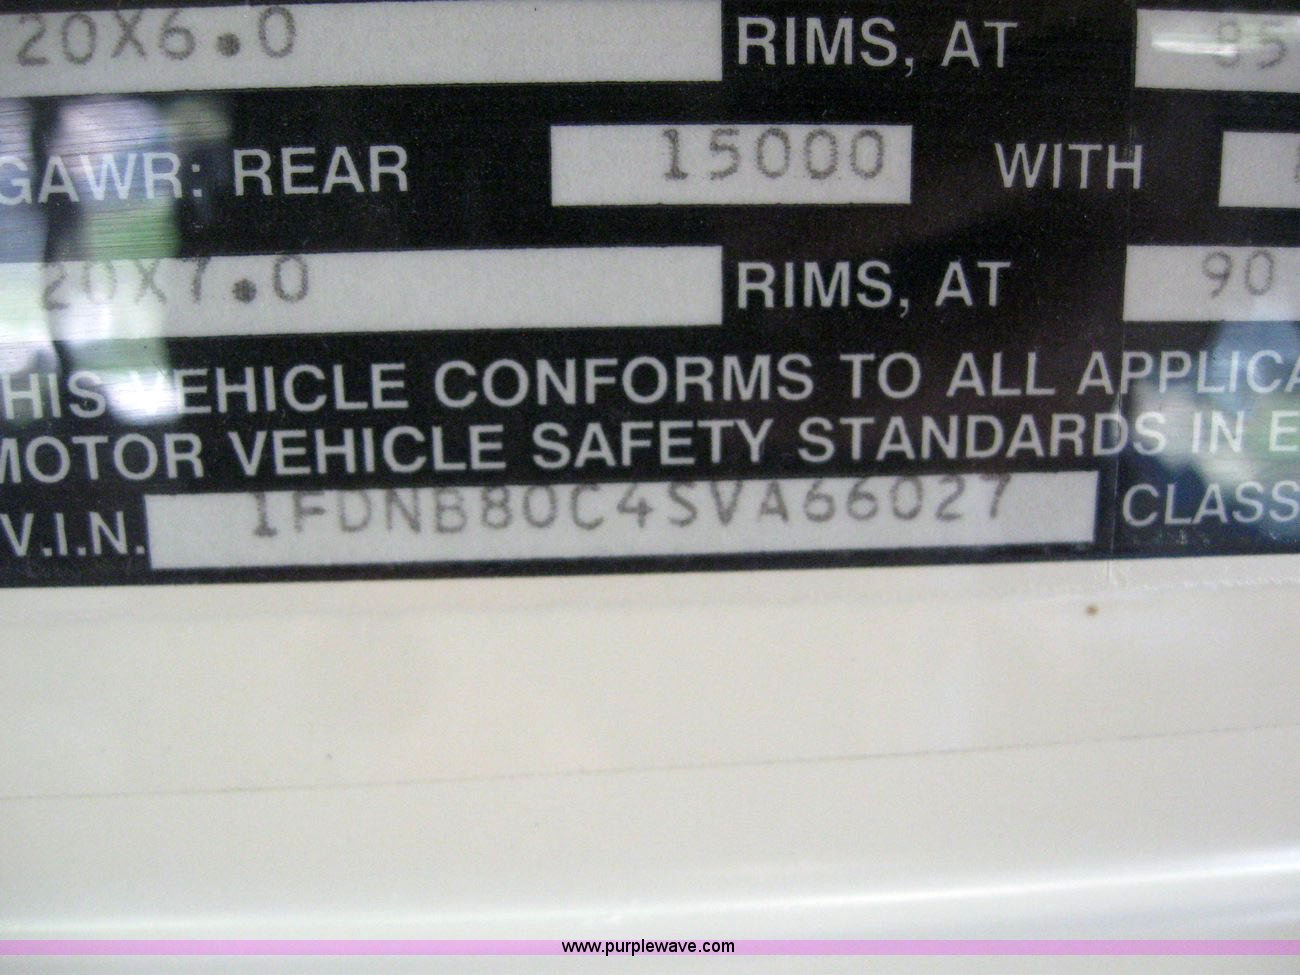 20X6.0 RIMS, AT 85
GAWR: REAR 15000 WITH
20X7.0 RIMS, AT 90
HIS VEHICLE CONFORMS TO ALL APPLICA
MOTOR VEHICLE SAFETY STANDARDS IN E
V.I.N. 1FDNB80C4SVA66027 CLASS
www.purplewave.com